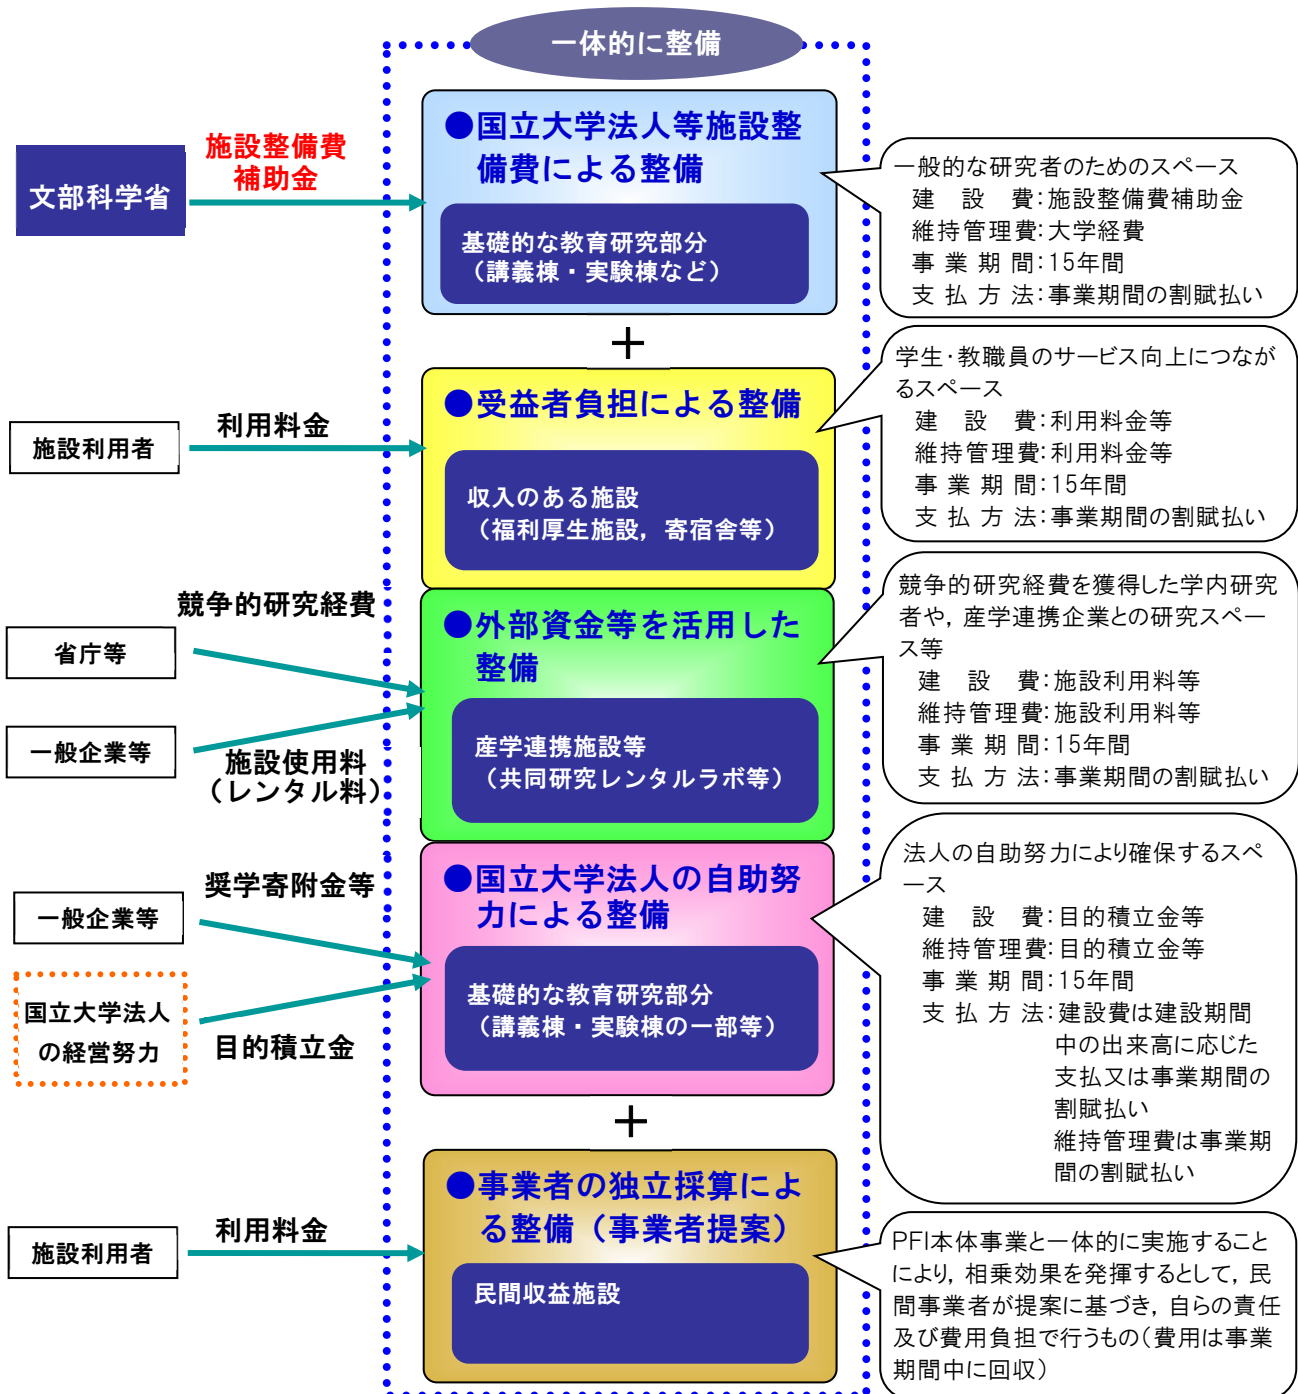 一体的に整備
文部科学省
施設整備費
補助金
●国立大学法人等施設整
備費による整備
基礎的な教育研究部分
（講義棟・実験棟など）
一般的な研究者のためのスペース
建　設　費：施設整備費補助金
維持管理費：大学経費
事 業 期 間：15年間
支 払 方 法：事業期間の割賦払い
＋
施設利用者
利用料金
●受益者負担による整備
収入のある施設
（福利厚生施設，寄宿舎等）
学生・教職員のサービス向上につなが
るスペース
建　設　費：利用料金等
維持管理費：利用料金等
事 業 期 間：15年間
支 払 方 法：事業期間の割賦払い
競争的研究経費
省庁等
一般企業等
施設使用料
（レンタル料）
●外部資金等を活用した
整備
産学連携施設等
（共同研究レンタルラボ等）
競争的研究経費を獲得した学内研究
者や，産学連携企業との研究スペー
ス等
建　設　費：施設利用料等
維持管理費：施設利用料等
事 業 期 間：15年間
支 払 方 法：事業期間の割賦払い
奨学寄附金等
一般企業等
国立大学法人
の経営努力
目的積立金
●国立大学法人の自助努
力による整備
基礎的な教育研究部分
（講義棟・実験棟の一部等）
法人の自助努力により確保するスペ
ース
建　設　費：目的積立金等
維持管理費：目的積立金等
事 業 期 間：15年間
支 払 方 法：建設費は建設期間
中の出来高に応じた
支払又は事業期間の
割賦払い
維持管理費は事業期
間の割賦払い
＋
施設利用者
利用料金
●事業者の独立採算によ
る整備（事業者提案）
民間収益施設
PFI本体事業と一体的に実施すること
により，相乗効果を発揮するとして，民
間事業者が提案に基づき，自らの責任
及び費用負担で行うもの（費用は事業
期間中に回収）